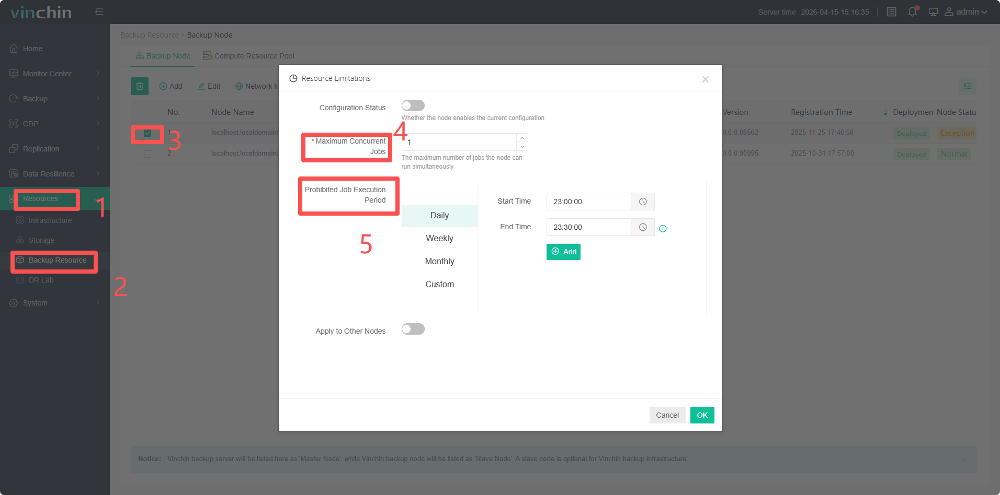 vinchin
Server time 2026-04-15 15:16:35
admin
Home
Monitor Center
Backup
CDP
Replication
Data Resilience
Resources
1
Infrastructure
Storage
Backup Resource
2
DR Lab
System
Backup Resource > Backup Node
Backup Node
Compute Resource Pool
Add
Edit
Network M
No.
Node Name
Version
Registration Time
Deploymen
Node Statu
3
1
localhost.localdomain(
9.0.0.86562
2025-11-25 17:46:50
Deployed
Exception
2
localhost.localdomain(
9.0.0.90995
2025-10-31 17:57:00
Deployed
Normal
Resource Limitations
Configuration Status
Whether the node enables the current configuration
4
* Maximum Concurrent
Jobs
1
The maximum number of jobs the node can
run simultaneously
Prohibited Job Execution
Period
5
Daily
Weekly
Monthly
Custom
Start Time
23:00:00
End Time
23:30:00
Add
Apply to Other Nodes
Cancel
OK
Notice: Vinchin backup server will be listed here as 'Master Node', while Vinchin backup node will be listed as 'Slave Node'. A slave node is optional for Vinchin backup infrastructure.